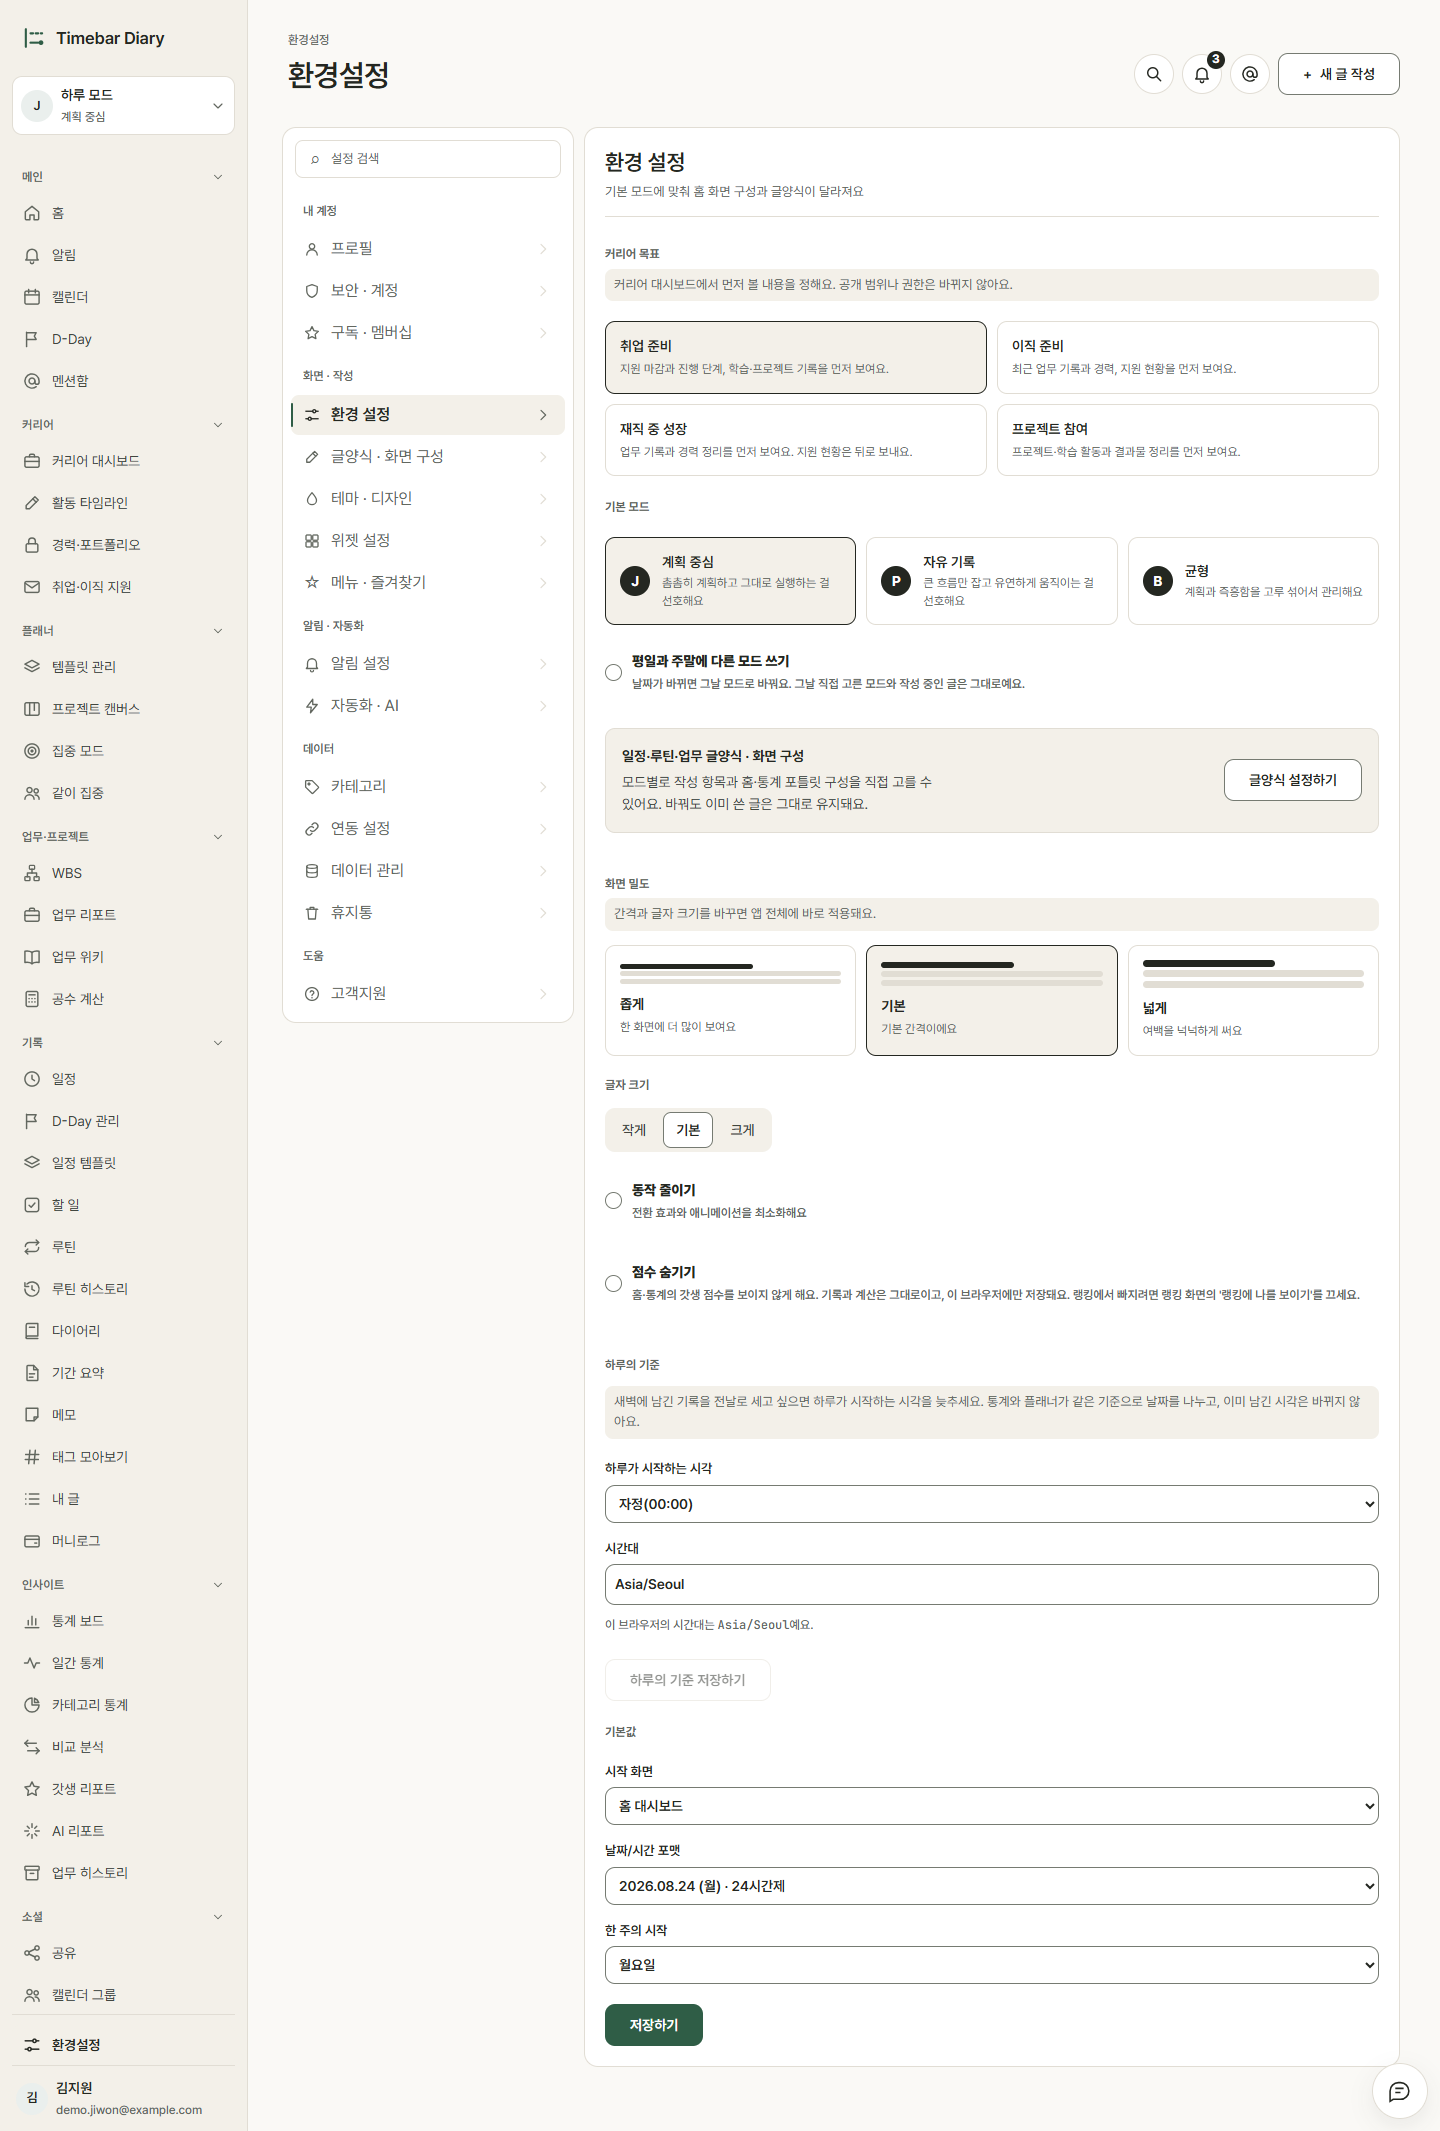 Timebar Diary
J
하루 모드
계획 중심
메인
홈
알림
캘린더
D-Day
멘션함
커리어
커리어 대시보드
활동 타임라인
경력·포트폴리오
취업·이직 지원
플래너
템플릿 관리
프로젝트 캔버스
집중 모드
같이 집중
업무·프로젝트
WBS
업무 리포트
업무 위키
공수 계산
기록
일정
D-Day 관리
일정 템플릿
할 일
루틴
루틴 히스토리
다이어리
기간 요약
메모
태그 모아보기
내 글
머니로그
인사이트
통계 보드
일간 통계
카테고리 통계
비교 분석
갓생 리포트
AI 리포트
업무 히스토리
소셜
공유
캘린더 그룹
환경설정
김
김지원
demo.jiwon@example.com
환경설정
환경설정
3
+ 새 글 작성
설정 검색
내 계정
프로필
보안 · 계정
구독 · 멤버십
화면 · 작성
환경 설정
글양식 · 화면 구성
테마 · 디자인
위젯 설정
메뉴 · 즐겨찾기
알림 · 자동화
알림 설정
자동화 · AI
데이터
카테고리
연동 설정
데이터 관리
휴지통
도움
고객지원
환경 설정
기본 모드에 맞춰 홈 화면 구성과 글양식이 달라져요
커리어 목표
커리어 대시보드에서 먼저 볼 내용을 정해요. 공개 범위나 권한은 바뀌지 않아요.
취업 준비
지원 마감과 진행 단계, 학습·프로젝트 기록을 먼저 보여요.
이직 준비
최근 업무 기록과 경력, 지원 현황을 먼저 보여요.
재직 중 성장
업무 기록과 경력 정리를 먼저 보여요. 지원 현황은 뒤로 보내요.
프로젝트 참여
프로젝트·학습 활동과 결과물 정리를 먼저 보여요.
기본 모드
J
계획 중심
촘촘히 계획하고 그대로 실행하는 걸
선호해요
P
자유 기록
큰 흐름만 잡고 유연하게 움직이는 걸
선호해요
B
균형
계획과 즉흥함을 고루 섞어서 관리해요
평일과 주말에 다른 모드 쓰기
날짜가 바뀌면 그날 모드로 바꿔요. 그날 직접 고른 모드와 작성 중인 글은 그대로예요.
일정·루틴·업무 글양식 · 화면 구성
모드별로 작성 항목과 홈·통계 포틀릿 구성을 직접 고를 수
있어요. 바꿔도 이미 쓴 글은 그대로 유지돼요.
글양식 설정하기
화면 밀도
간격과 글자 크기를 바꾸면 앱 전체에 바로 적용돼요.
좁게
한 화면에 더 많이 보여요
기본
기본 간격이에요
넓게
여백을 넉넉하게 써요
글자 크기
작게
기본
크게
동작 줄이기
전환 효과와 애니메이션을 최소화해요
점수 숨기기
홈·통계의 갓생 점수를 보이지 않게 해요. 기록과 계산은 그대로이고, 이 브라우저에만 저장돼요. 랭킹에서 빠지려면 랭킹 화면의 '랭킹에 나를 보이기'를 끄세요.
하루의 기준
새벽에 남긴 기록을 전날로 세고 싶으면 하루가 시작하는 시각을 늦추세요. 통계와 플래너가 같은 기준으로 날짜를 나누고, 이미 남긴 시각은 바뀌지 않
아요.
하루가 시작하는 시각
자정(00:00)
시간대
Asia/Seoul
이 브라우저의 시간대는 Asia/Seoul예요.
하루의 기준 저장하기
기본값
시작 화면
홈 대시보드
날짜/시간 포맷
2026.08.24 (월) · 24시간제
한 주의 시작
월요일
저장하기